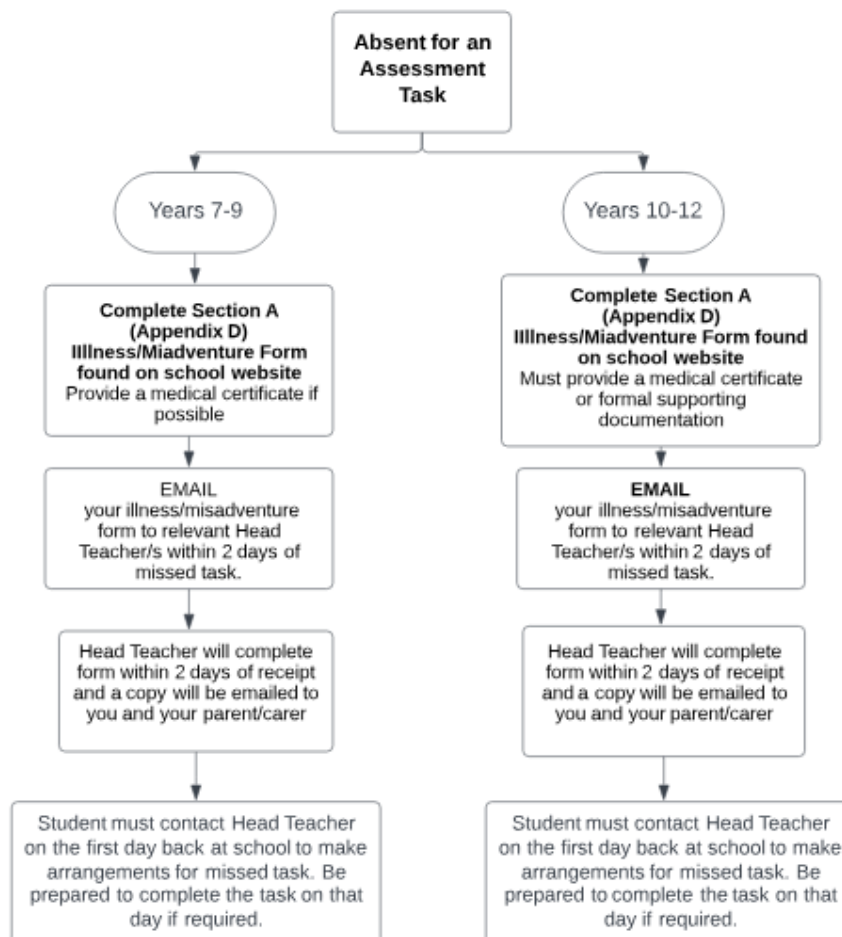 Absent for an
Assessment
Task
Years 7-9
Complete Section A
(Appendix D)
IIllness/Miadventure Form
found on school website
Provide a medical certificate if
possible
EMAIL
your illness/misadventure
form to relevant Head
Teacher/s within 2 days of
missed task.
Head Teacher will complete
form within 2 days of receipt
and a copy will be emailed to
you and your parent/carer
Student must contact Head Teacher
on the first day back at school to make
arrangements for missed task. Be
prepared to complete the task on that
day if required.
Years 10-12
Complete Section A
(Appendix D)
IIllness/Miadventure Form found
on school website
Must provide a medical certificate
or formal supporting
documentation
EMAIL
your illness/misadventure
form to relevant Head
Teacher/s within 2 days of
missed task.
Head Teacher will complete
form within 2 days of receipt
and a copy will be emailed to
you and your parent/carer
Student must contact Head Teacher
on the first day back at school to make
arrangements for missed task. Be
prepared to complete the task on that
day if required.